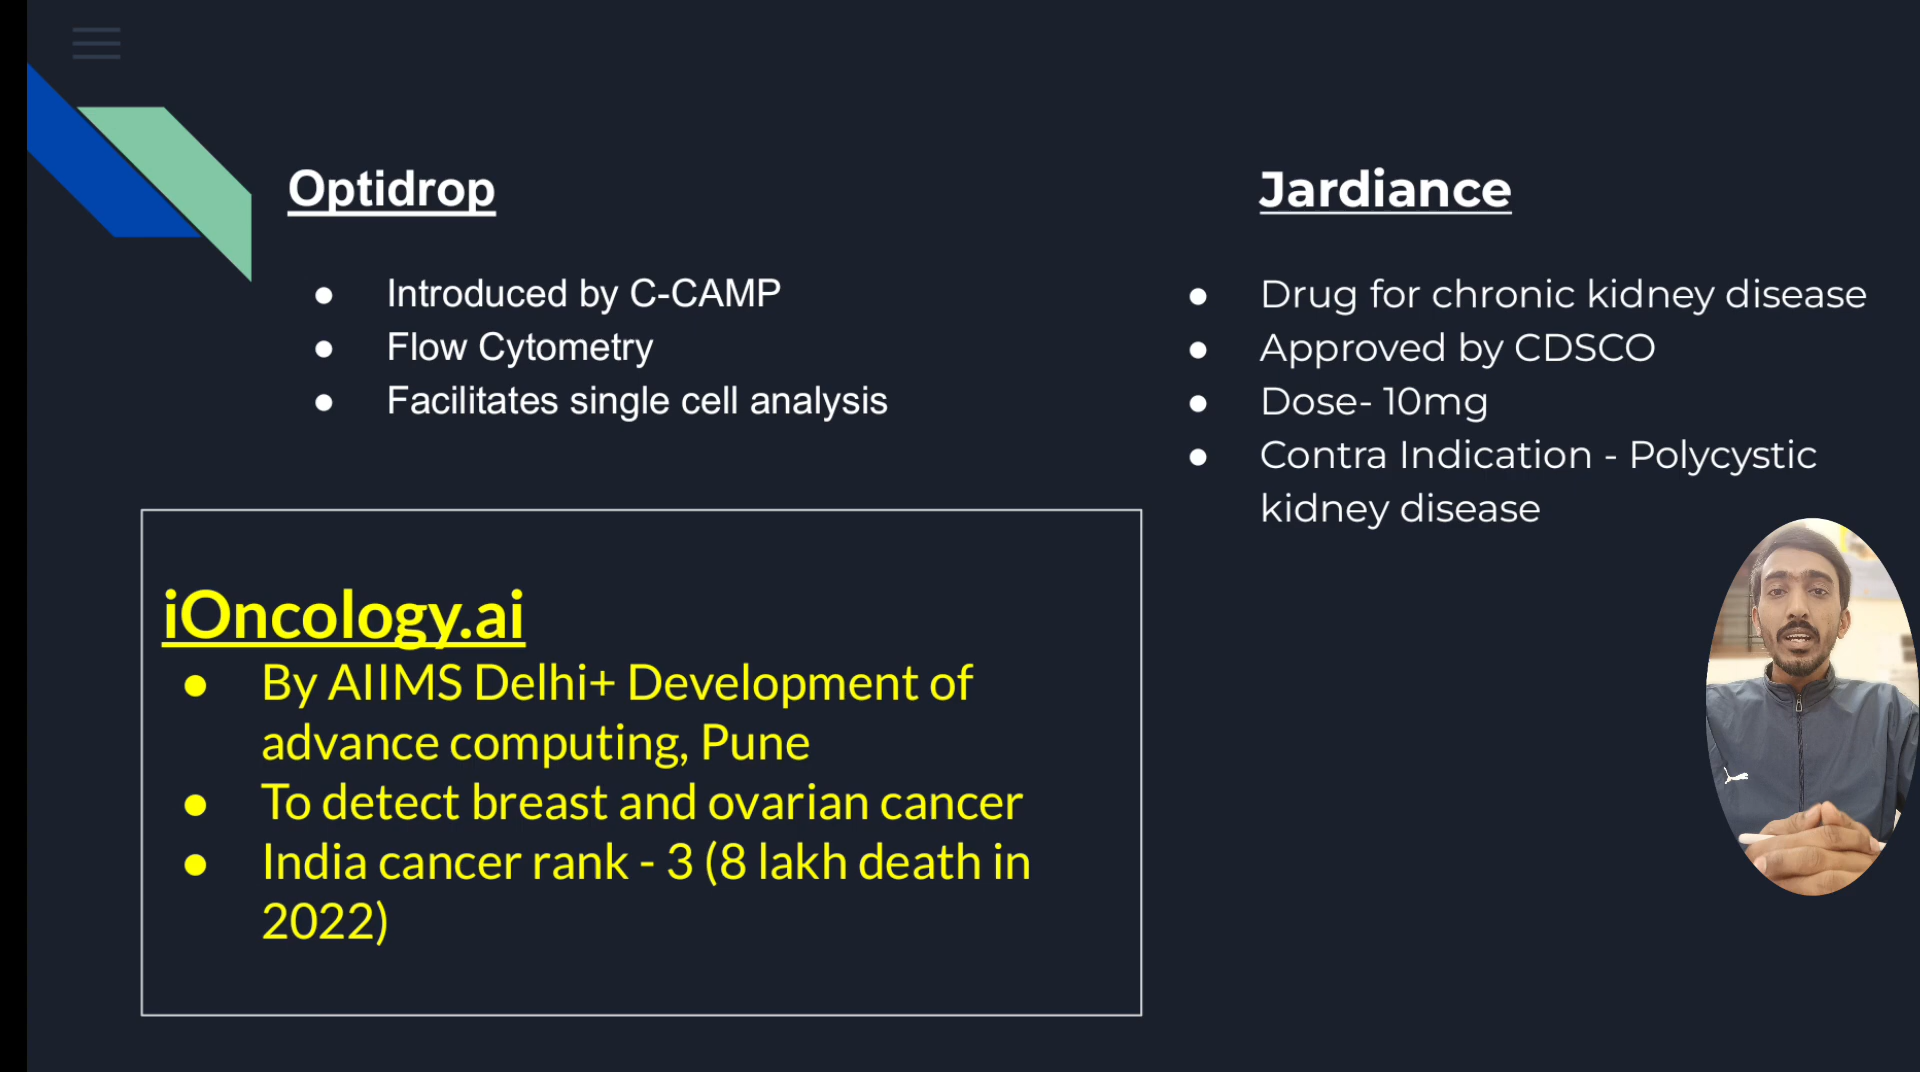 Optidrop
● Introduced by C-CAMP
● Flow Cytometry
● Facilitates single cell analysis
Jardiance
● Drug for chronic kidney disease
● Approved by CDSCO
● Dose- 10mg
● Contra Indication - Polycystic
kidney disease
iOncology.ai
● By AIIMS Delhi+ Development of
advance computing, Pune
● To detect breast and ovarian cancer
● India cancer rank - 3 (8 lakh death in
2022)